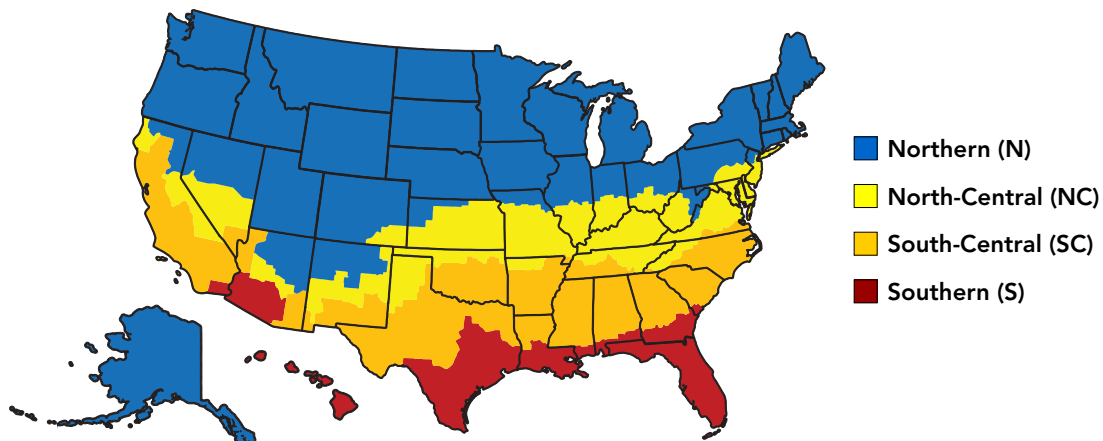 Northern (N)
North-Central (NC)
South-Central (SC)
Southern (S)